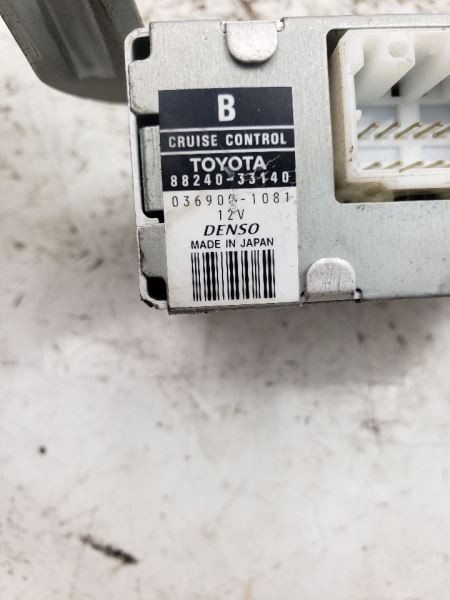 B
CRUISE CONTROL
TOYOTA
88240-33140
036900-1081
12V
DENSO
MADE IN JAPAN